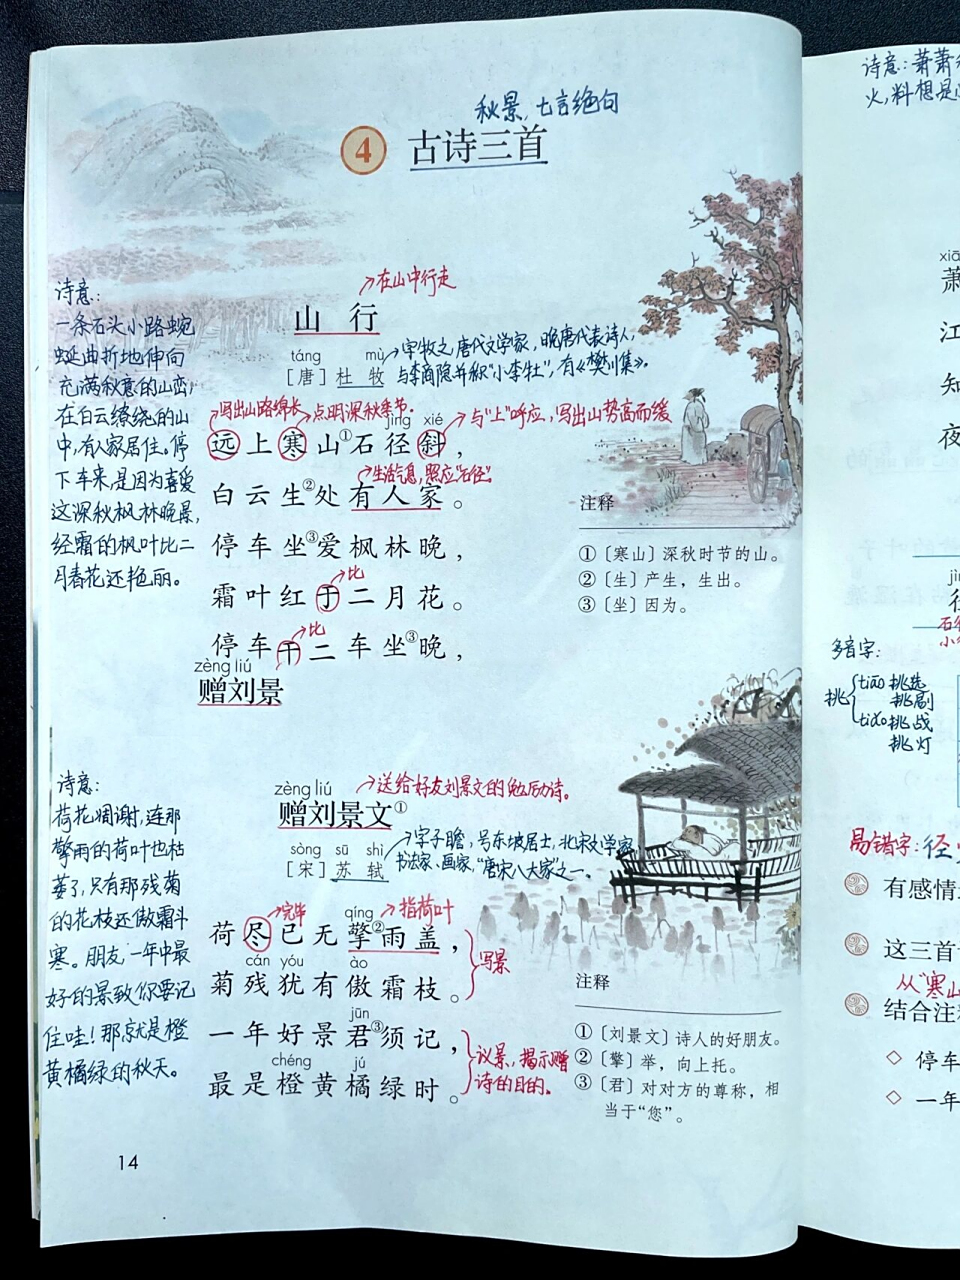 秋景，七言绝句
4 古诗三首
在山中行走
山 行
táng mù
[唐] 杜 牧
字牧之，唐代文学家，晚唐代表诗人，
与李商隐并称“小李杜”，有《樊川集》。
写出山路绵长
点明深秋季节。
与“上”呼应，写出山势高而缓
jìng xié
远上寒山①石径斜，
生活气息，照应“石径”
白云生②处有人家。
停车坐③爱枫林晚，
比
霜叶红于二月花。
比
停车干二车坐③晚，
zèng liú
赠刘景
诗意：
一条石头小路蜿
蜒曲折地伸向
充满秋意的山峦，
在白云缭绕的山
中，有人家居住。停
下车来，是因为喜爱
这深秋枫林晚景，
经霜的枫叶比二
月春花还艳丽。
注释
①〔寒山〕深秋时节的山。
②〔生〕产生，生出。
③〔坐〕因为。
zèng liú
赠刘景文①
送给好友刘景文的勉励诗。
sòng sū shì
[宋] 苏 轼
字子瞻，号东坡居士，北宋文学家
书法家、画家，“唐宋八大家”之一。
完毕
qíng
指荷叶
荷尽已无擎②雨盖，
cán yóu ào
菊残犹有傲霜枝。
写景
jūn
一年好景君③须记，
chéng jú
最是橙黄橘绿时。
议景，揭示赠
诗的目的。
诗意：
荷花凋谢，连那
擎雨的荷叶也枯
萎了，只有那残菊
的花枝还傲霜斗
寒。朋友，一年中最
好的景致你要记
住哇！那就是橙
黄橘绿的秋天。
注释
①〔刘景文〕诗人的好朋友。
②〔擎〕举，向上托。
③〔君〕对对方的尊称，相
当于“您”。
14
诗意：萧萧
火，料想是
xiā
萧
江
知
夜
多音字：
挑 tiāo 挑选
挑剔
tiǎo 挑战
挑灯
易错字：径
有感情
这三首
从“寒山
结合注
◇ 停车
◇ 一年